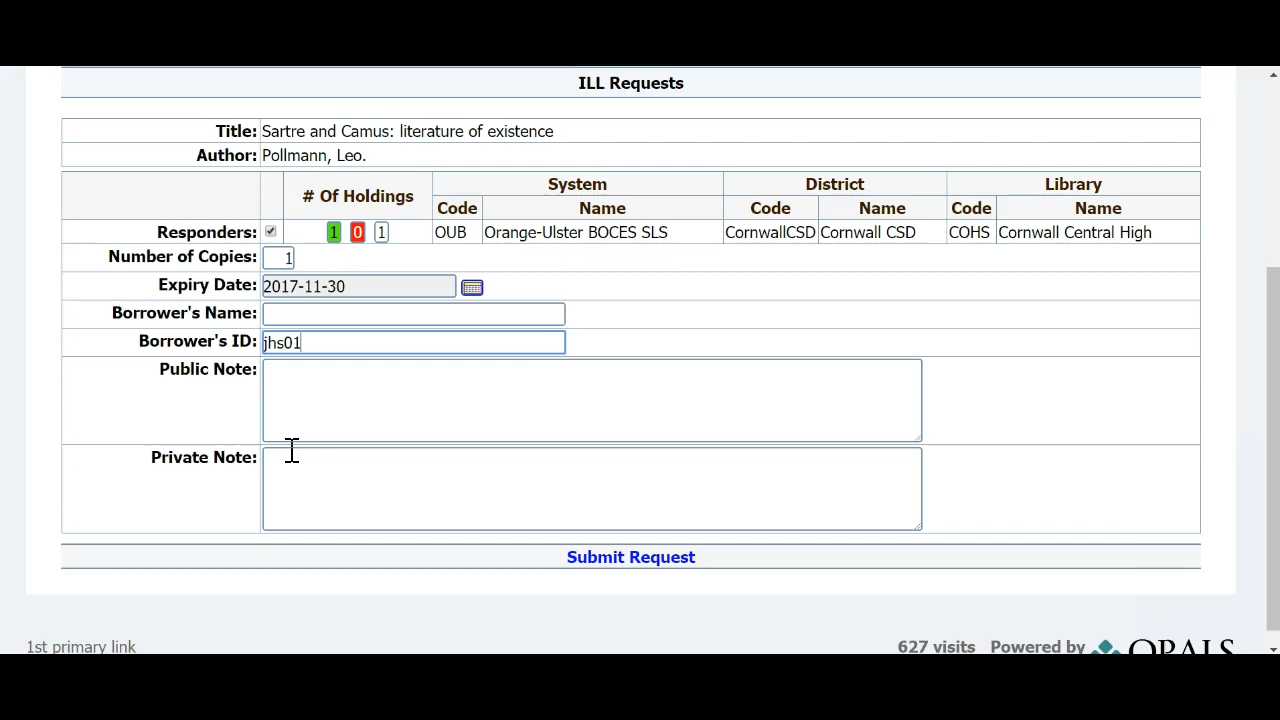 ILL Requests
Title: Sartre and Camus: literature of existence
Author: Pollmann, Leo.
# Of Holdings System District Library
Code Name Code Name Code Name
Responders: 1 0 1 OUB Orange-Ulster BOCES SLS CornwallCSD Cornwall CSD COHS Cornwall Central High
Number of Copies: 1
Expiry Date: 2017-11-30
Borrower's Name:
Borrower's ID: jhs01
Public Note:
Private Note:
Submit Request
1st primary link 627 visits Powered by OPALS